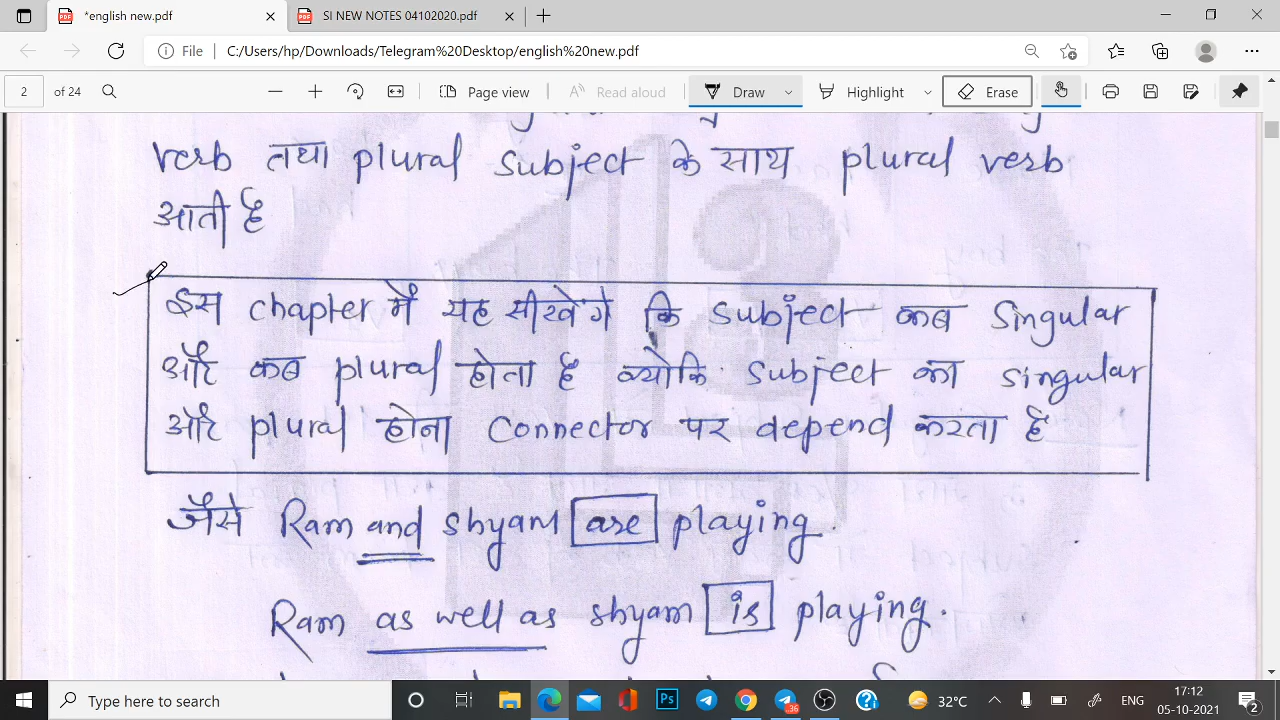 *english new.pdf
SI NEW NOTES 04102020.pdf
File C:/Users/hp/Downloads/Telegram%20Desktop/english%20new.pdf
2 of 24 Page view Read aloud Draw Highlight Erase
verb तथा plural subject के साथ plural verb
आती है
इस chapter में यह सीखेंगे कि subject कब singular
और कब plural होता है क्योकि subject का singular
और plural होना connector पर depend करता है
जैसे Ram and shyam are playing.
Ram as well as shyam is playing.
Type here to search
Ps
36
32°C
ENG
17:12
05-10-2021
2